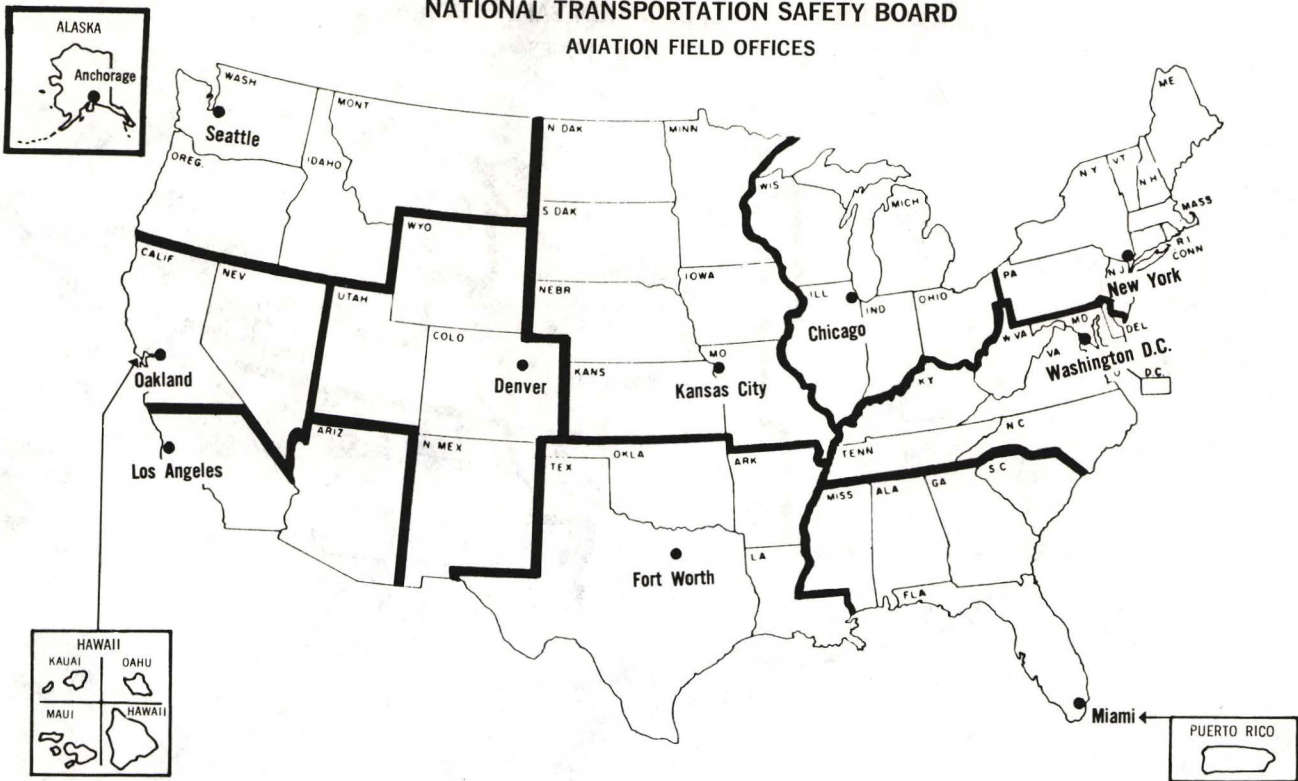 NATIONAL TRANSPORTATION SAFETY BOARD
AVIATION FIELD OFFICES
ALASKA
Anchorage
WASH
Seattle
OREG.
IDAHO
MONT
N DAK
MINN
S DAK
WYO
WIS
MICH
N Y
VT
N H
ME
MASS
R I
CONN
CALIF
NEV
UTAH
COLO
NEBR
IOWA
ILL
IND
OHIO
PA
N J
New York
Chicago
Oakland
Denver
KANS
MO
Kansas City
KY
W VA
VA
MD
DEL
Washington D.C.
D.C.
Los Angeles
ARIZ
N MEX
TEX
OKLA
ARK
TENN
N C
S C
MISS
ALA
GA
LA
Fort Worth
FLA
Miami
HAWAII
KAUAI
OAHU
MAUI
HAWAII
PUERTO RICO